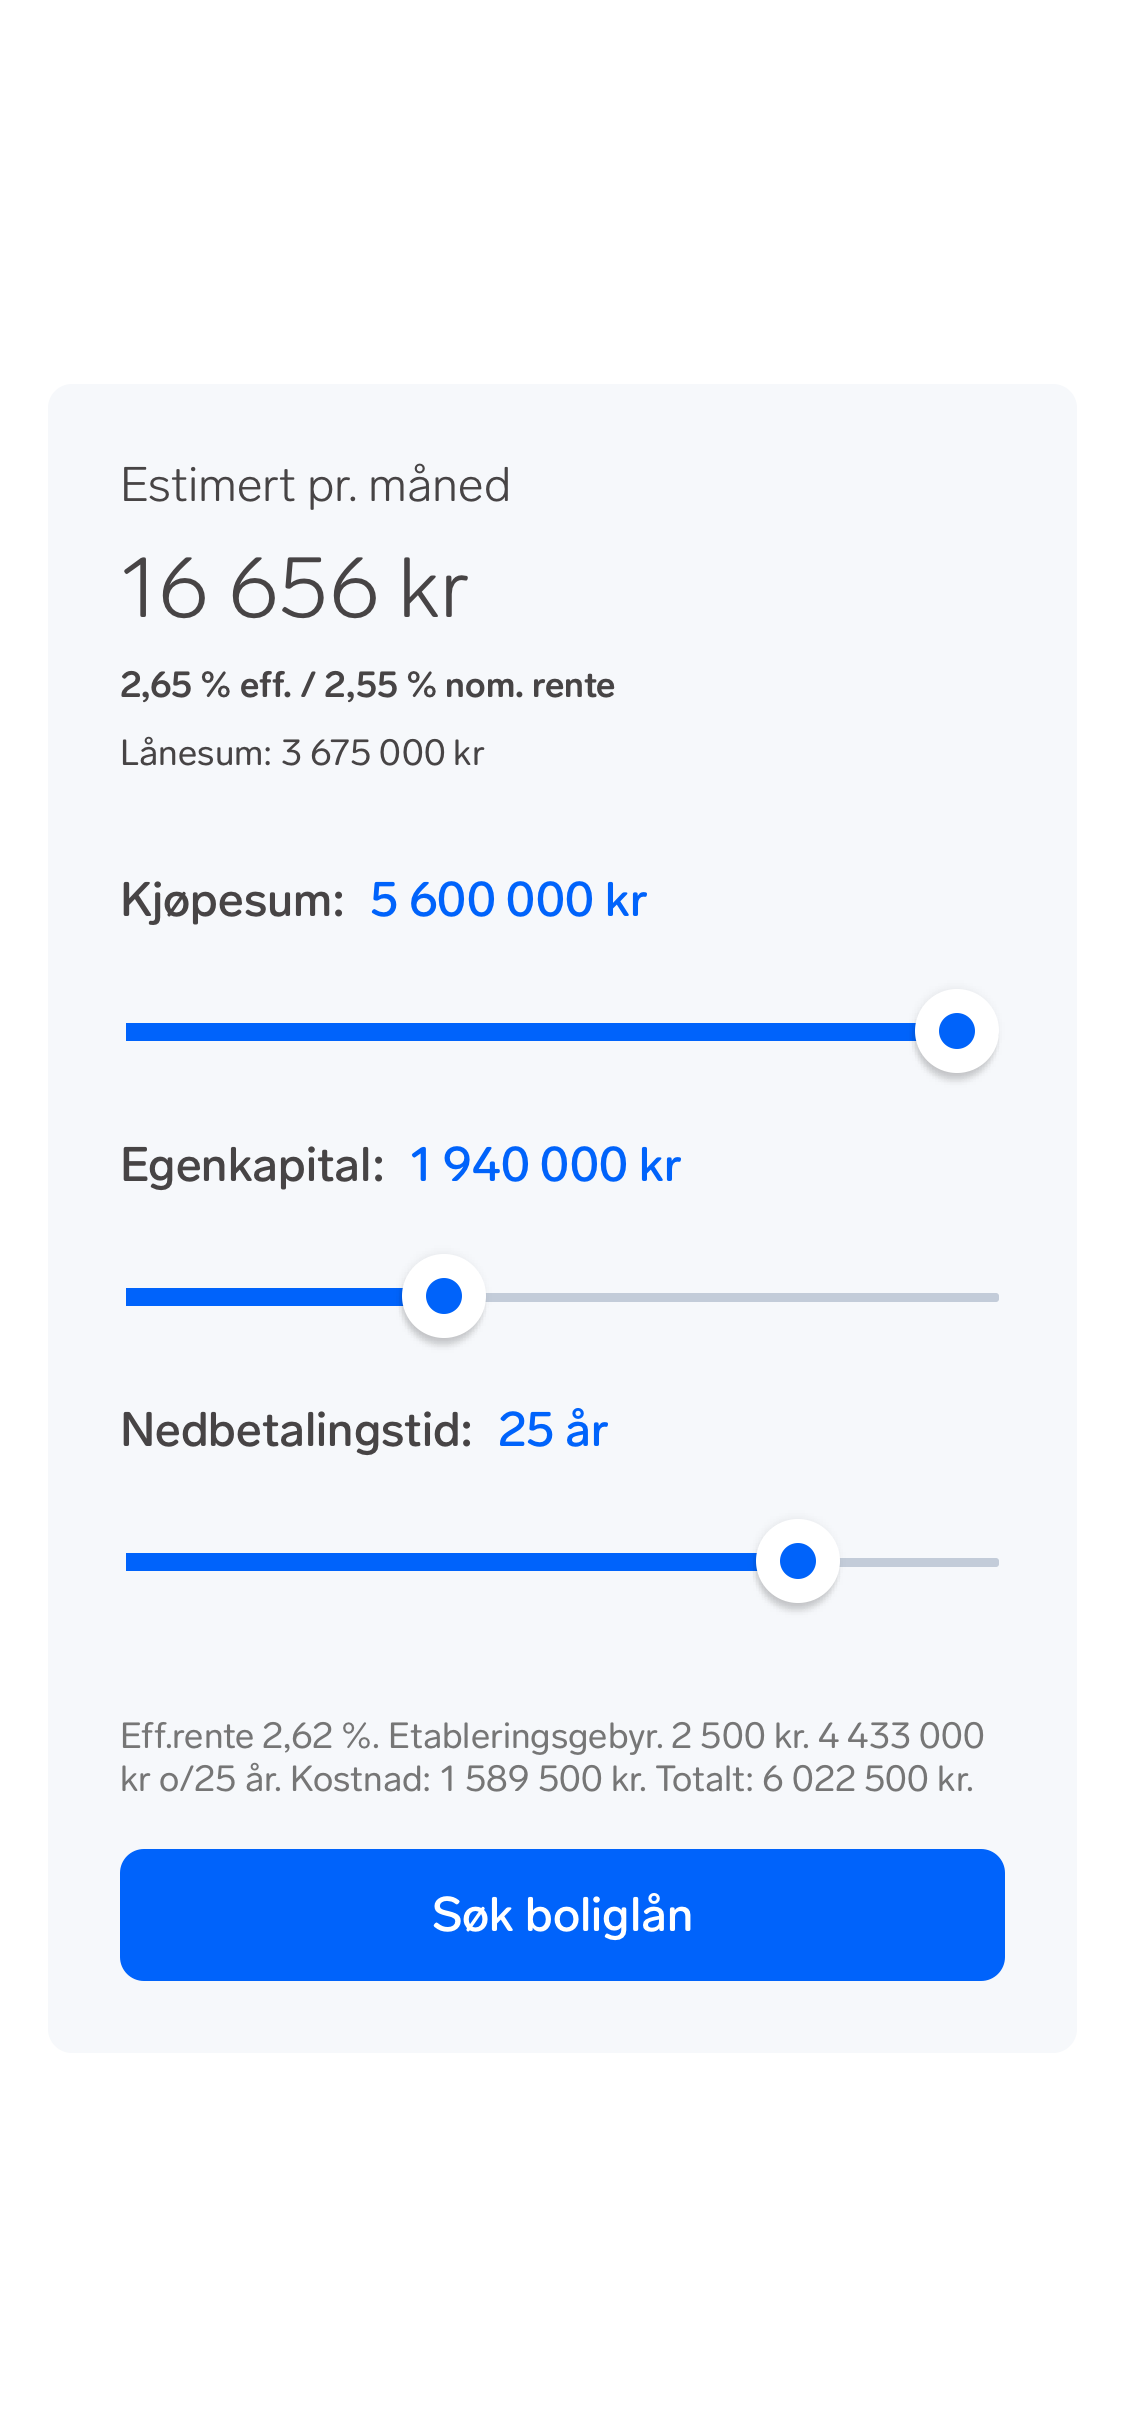 Estimert pr. måned
16 656 kr
2,65 % eff. / 2,55 % nom. rente
Lånesum: 3 675 000 kr
Kjøpesum: 5 600 000 kr
Egenkapital: 1 940 000 kr
Nedbetalingstid: 25 år
Eff.rente 2,62 %. Etableringsgebyr. 2 500 kr. 4 433 000
kr o/25 år. Kostnad: 1 589 500 kr. Totalt: 6 022 500 kr.
Søk boliglån